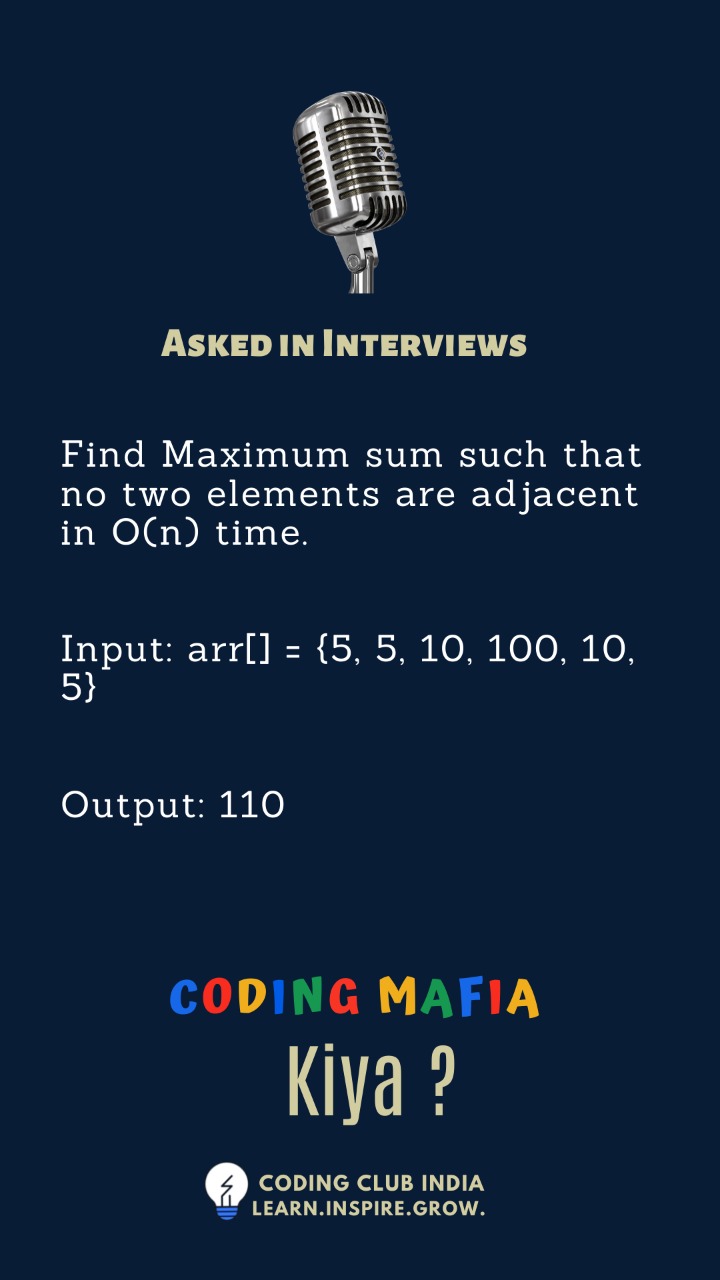 Asked in Interviews
Find Maximum sum such that
no two elements are adjacent
in O(n) time.
Input: arr[] = {5, 5, 10, 100, 10,
5}
Output: 110
CODING MAFIA
Kiya ?
CODING CLUB INDIA
LEARN.INSPIRE.GROW.